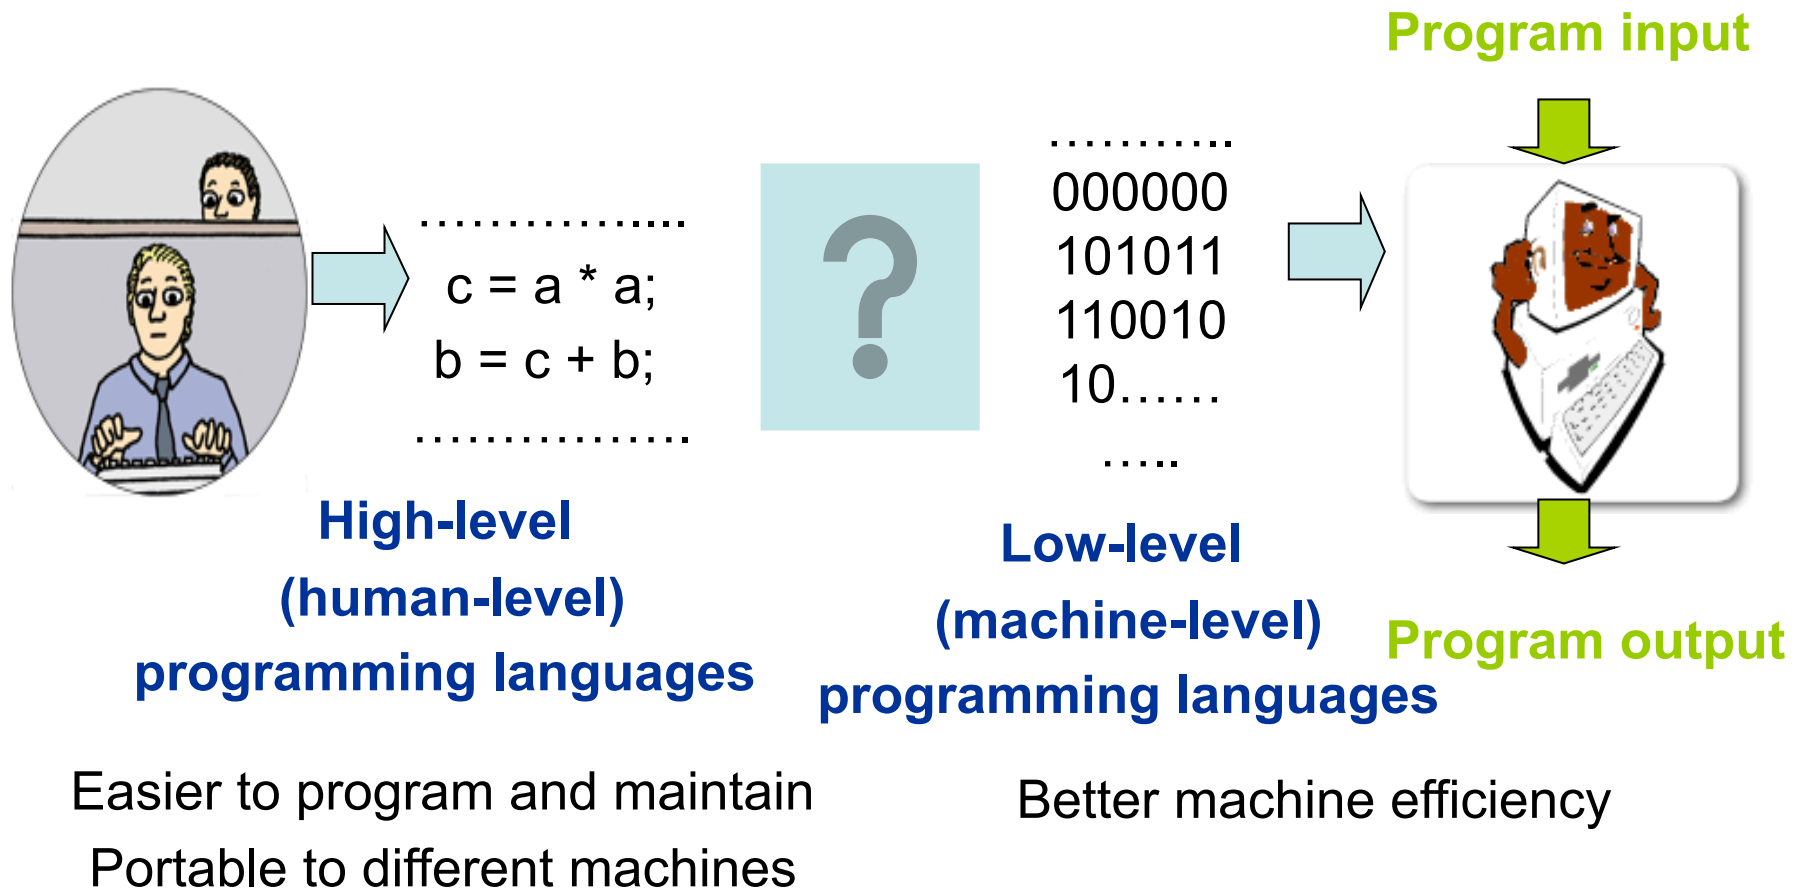 Program input
…………....
c = a * a;
b = c + b;
…………….
?
………..
000000
101011
110010
10……
…..
High-level
(human-level)
programming languages
Low-level
(machine-level)
programming languages
Program output
Easier to program and maintain
Portable to different machines
Better machine efficiency